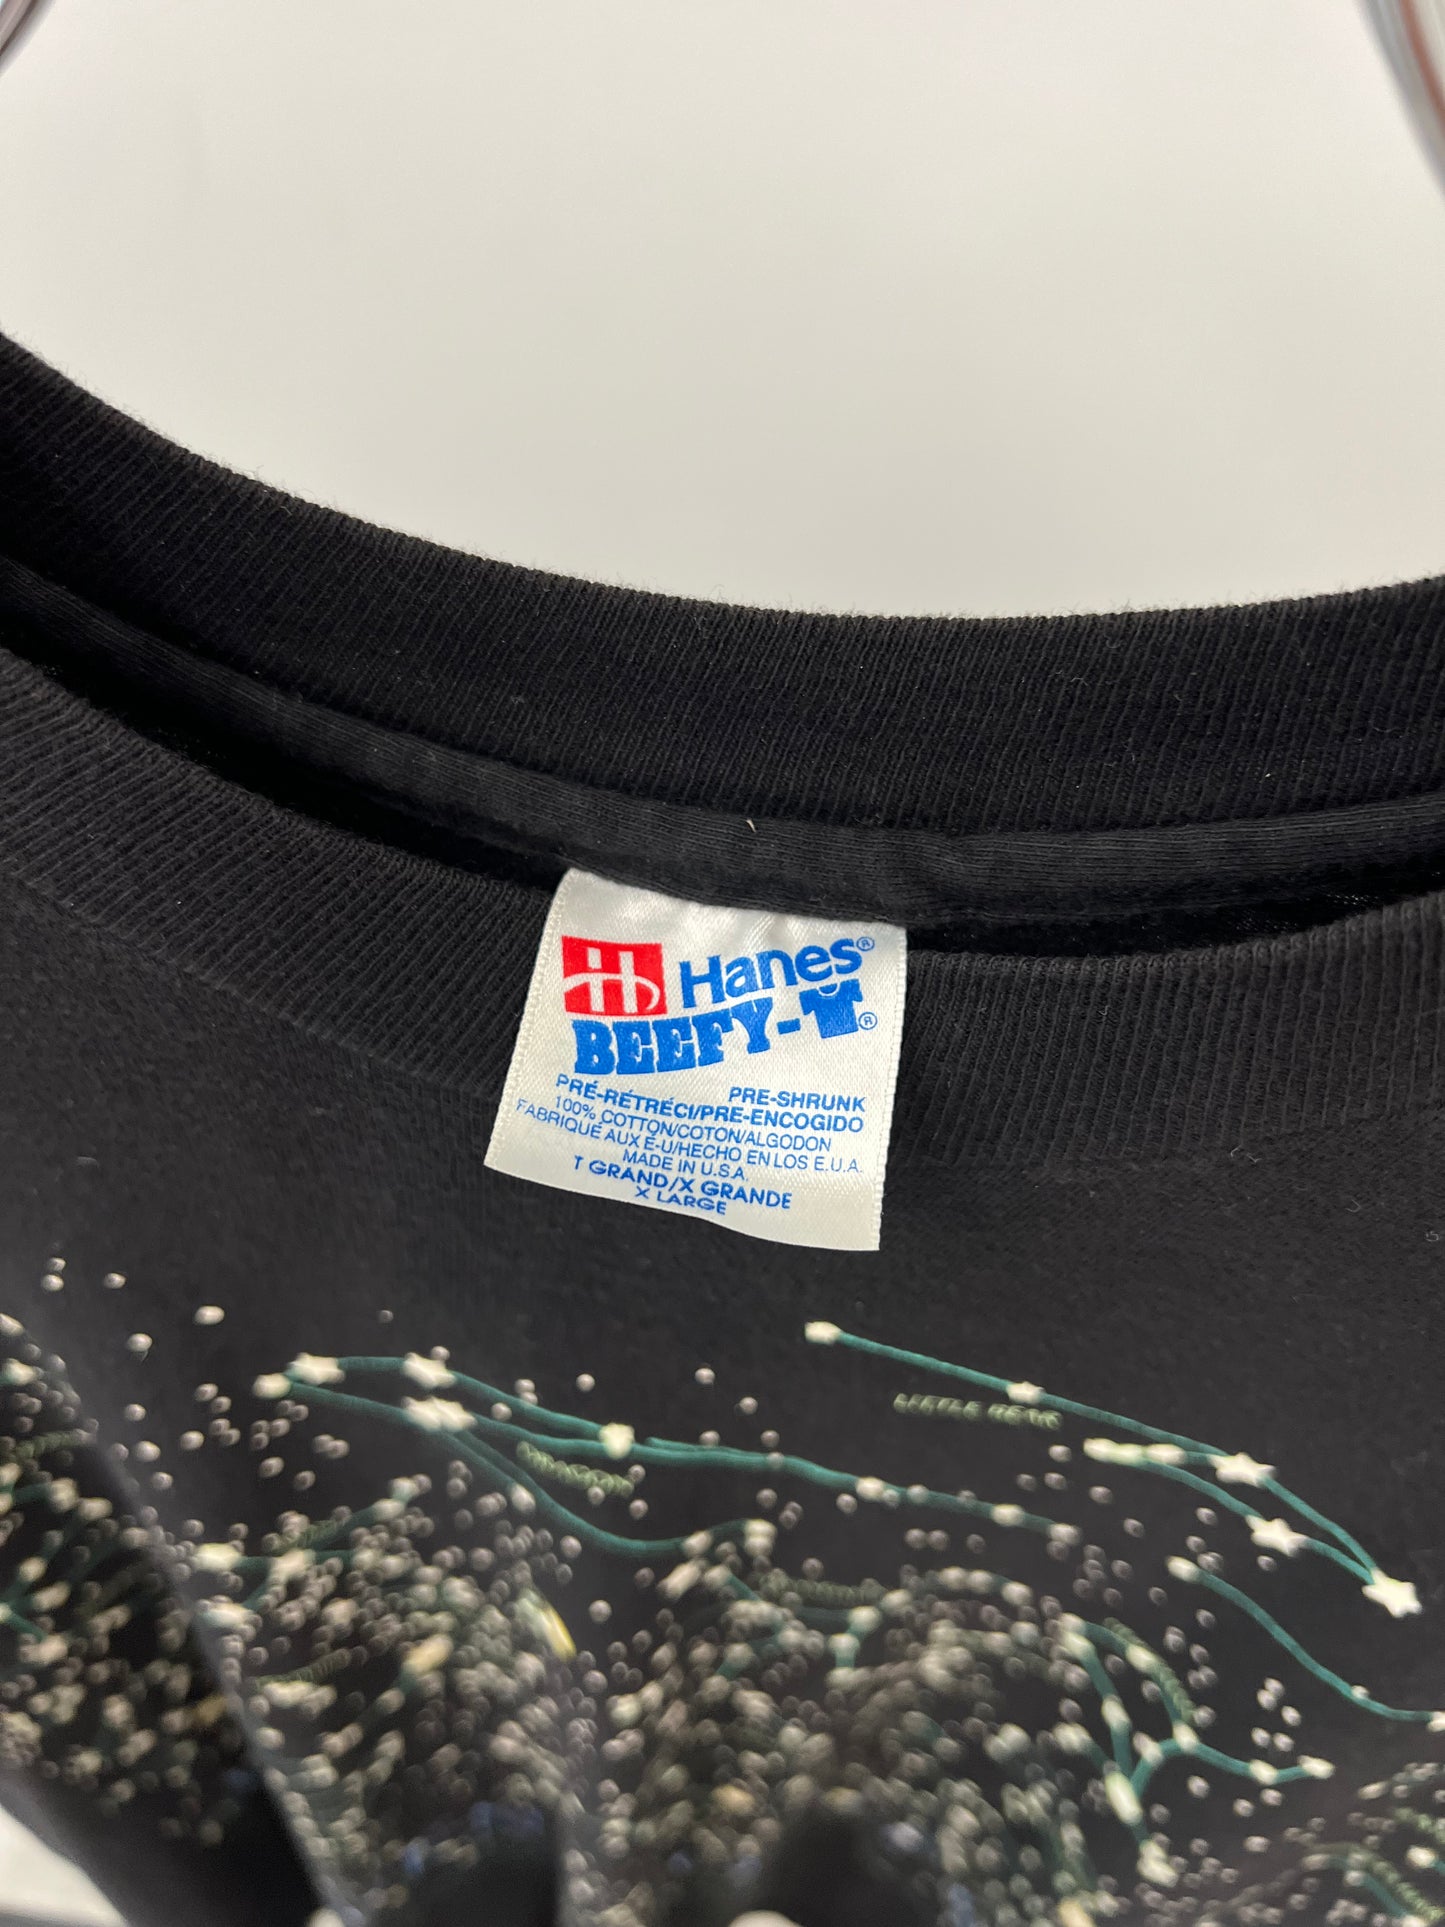 Hanes®
BEEFY-T®
PRE-SHRUNK
PRÉ-RÉTRÉCI/PRE-ENCOGIDO
100% COTTON/COTON/ALGODON
FABRIQUÉ AUX É-U/HECHO EN LOS E.U.A.
MADE IN U.S.A.
T GRAND/X GRANDE
X LARGE
LITTLE BEAR
DRAGON